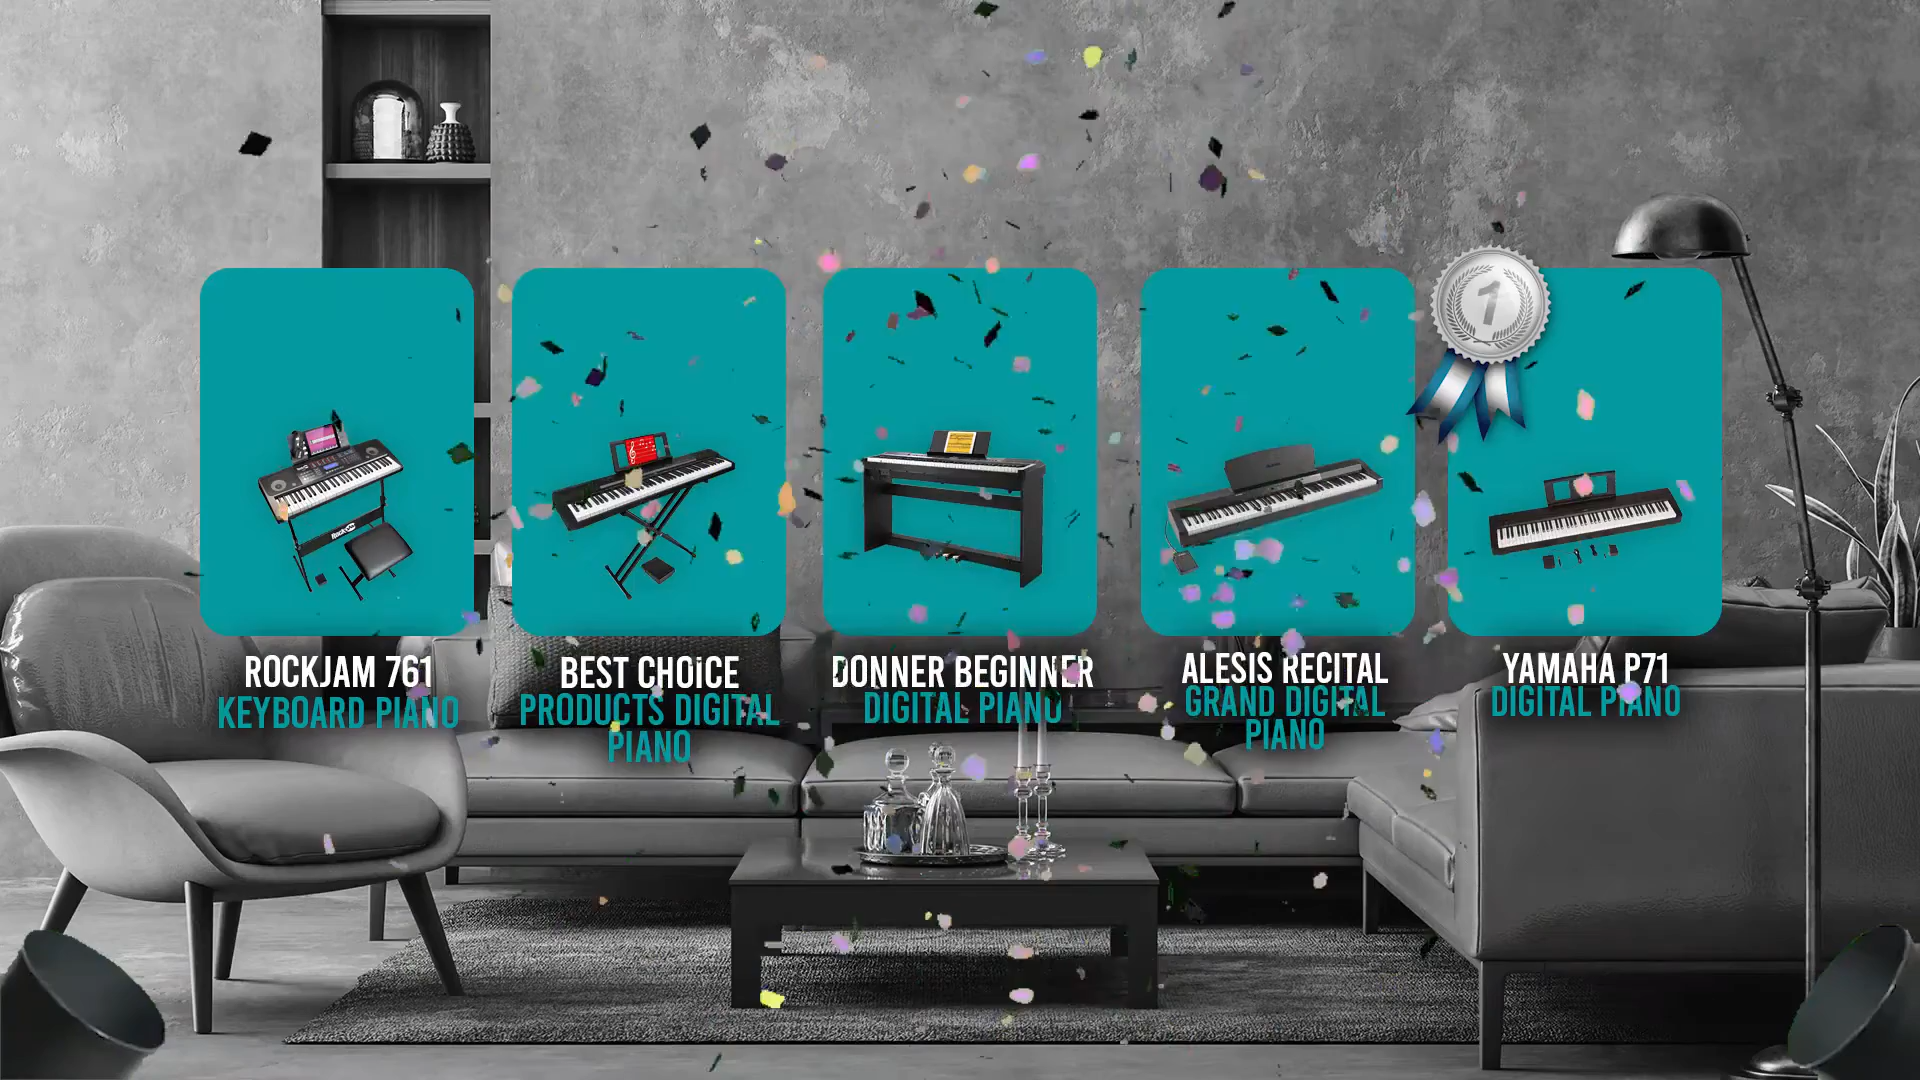 1
ROCKJAM 761
KEYBOARD PIANO
BEST CHOICE
PRODUCTS DIGITAL
PIANO
DONNER BEGINNER
DIGITAL PIANO
ALESIS RECITAL
GRAND DIGITAL
PIANO
YAMAHA P71
DIGITAL PIANO